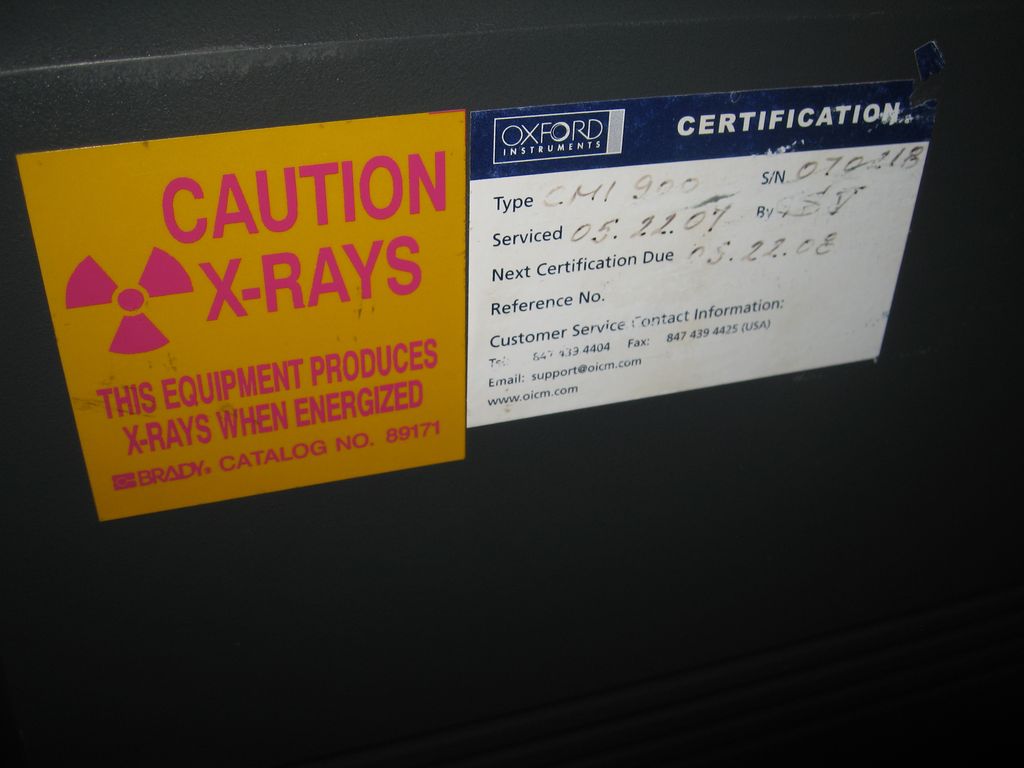 CAUTION
X-RAYS
THIS EQUIPMENT PRODUCES
X-RAYS WHEN ENERGIZED
BRADY. CATALOG NO. 89171
OXFORD
INSTRUMENTS
CERTIFICATION
Type CMI 900 S/N 070218
Serviced 05.22.07 By
Next Certification Due 05.22.08
Reference No.
Customer Service Contact Information:
Tel: 847 439 4404 Fax: 847 439 4425 (USA)
Email: support@oicm.com
www.oicm.com